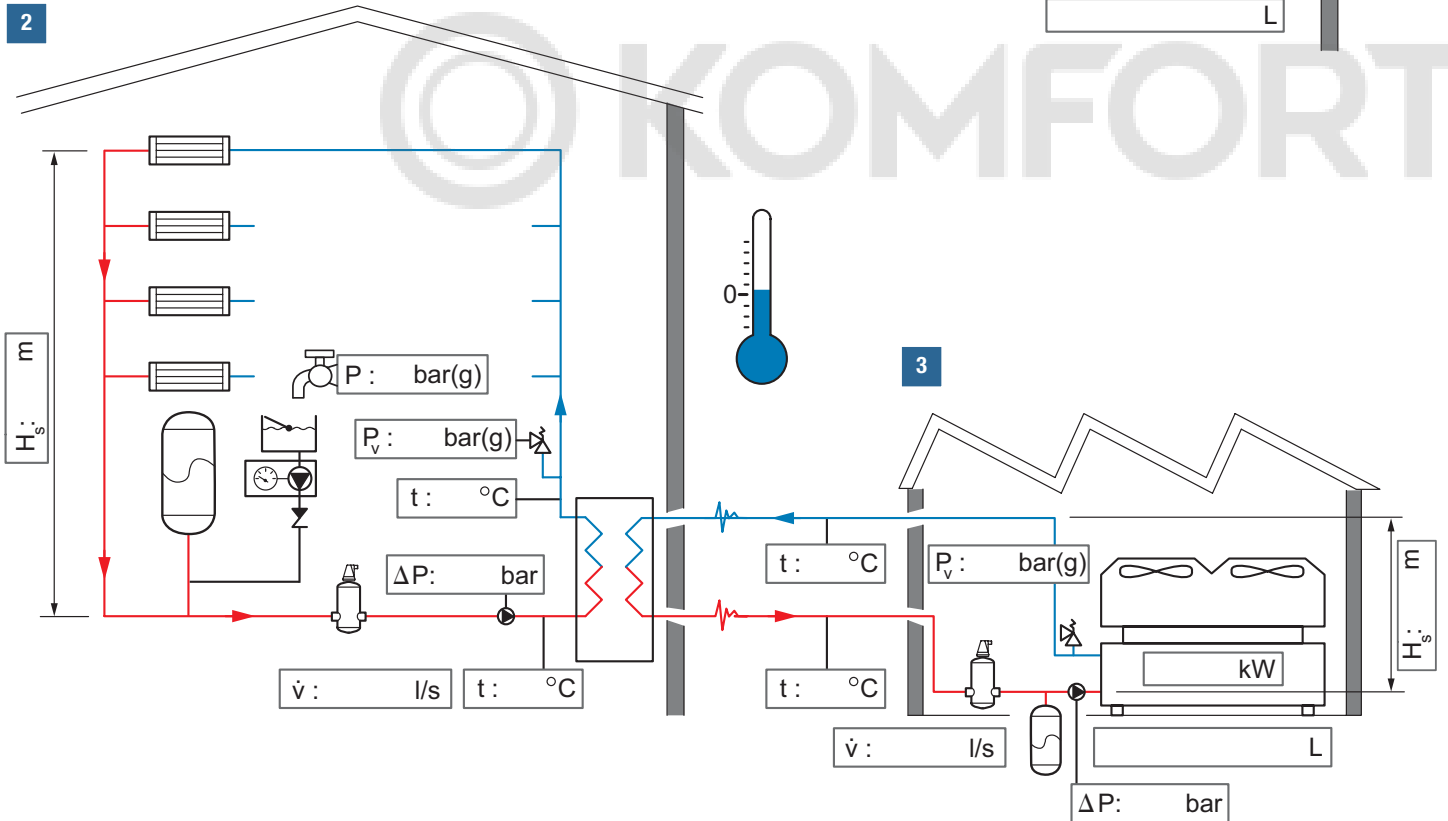 2
L
KOMFORT
H_s: m
P : bar(g)
P_v : bar(g)
t : °C
ΔP: bar
v̇ : l/s
t : °C
0
3
t : °C
t : °C
P_v : bar(g)
kW
H_s: m
v̇ : l/s
L
ΔP: bar